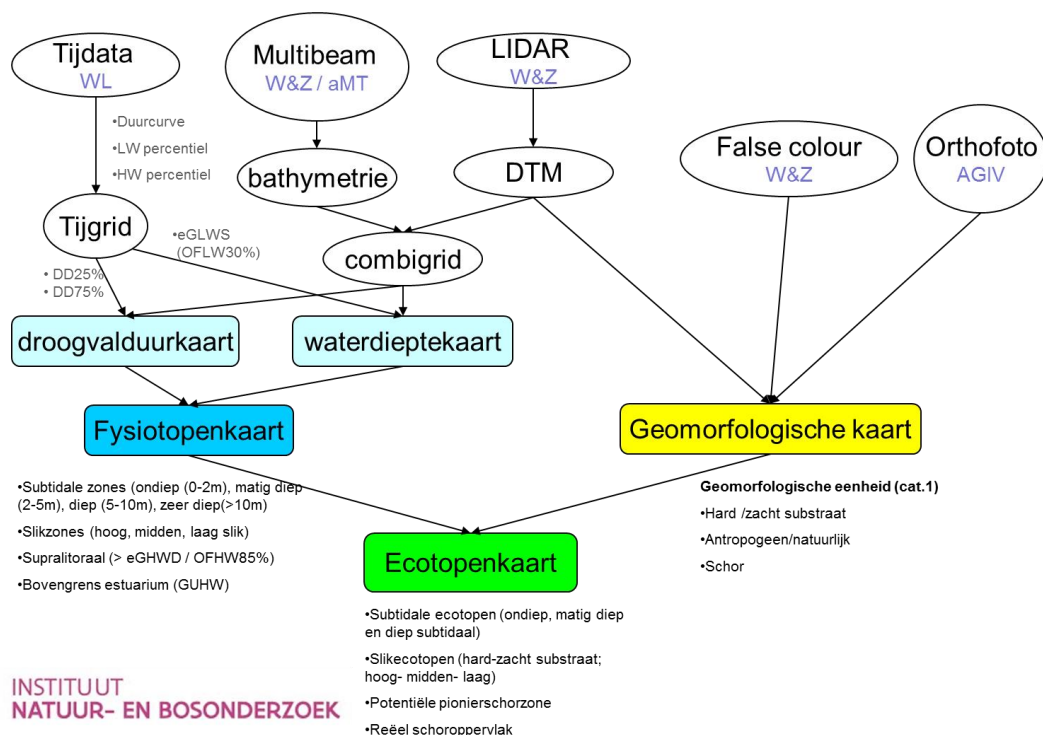 Tijdata
WL
Multibeam
W&Z / aMT
LIDAR
W&Z
False colour
W&Z
Orthofoto
AGIV
•Duurcurve
•LW percentiel
•HW percentiel
bathymetrie
DTM
Tijgrid
•eGLWS
(OFLW30%)
combigrid
• DD25%
• DD75%
droogvalduurkaart
waterdieptekaart
Fysiotopenkaart
Geomorfologische kaart
•Subtidale zones (ondiep (0-2m), matig diep
(2-5m), diep (5-10m), zeer diep(>10m)
•Slikzones (hoog, midden, laag slik)
•Supralitoraal (> eGHWD / OFHW85%)
•Bovengrens estuarium (GUHW)
Geomorfologische eenheid (cat.1)
•Hard /zacht substraat
•Antropogeen/natuurlijk
•Schor
Ecotopenkaart
•Subtidale ecotopen (ondiep, matig diep
en diep subtidaal)
•Slikecotopen (hard-zacht substraat;
hoog- midden- laag)
•Potentiële pionierschorzone
•Reëel schoroppervlak
INSTITUUT
NATUUR- EN BOSONDERZOEK